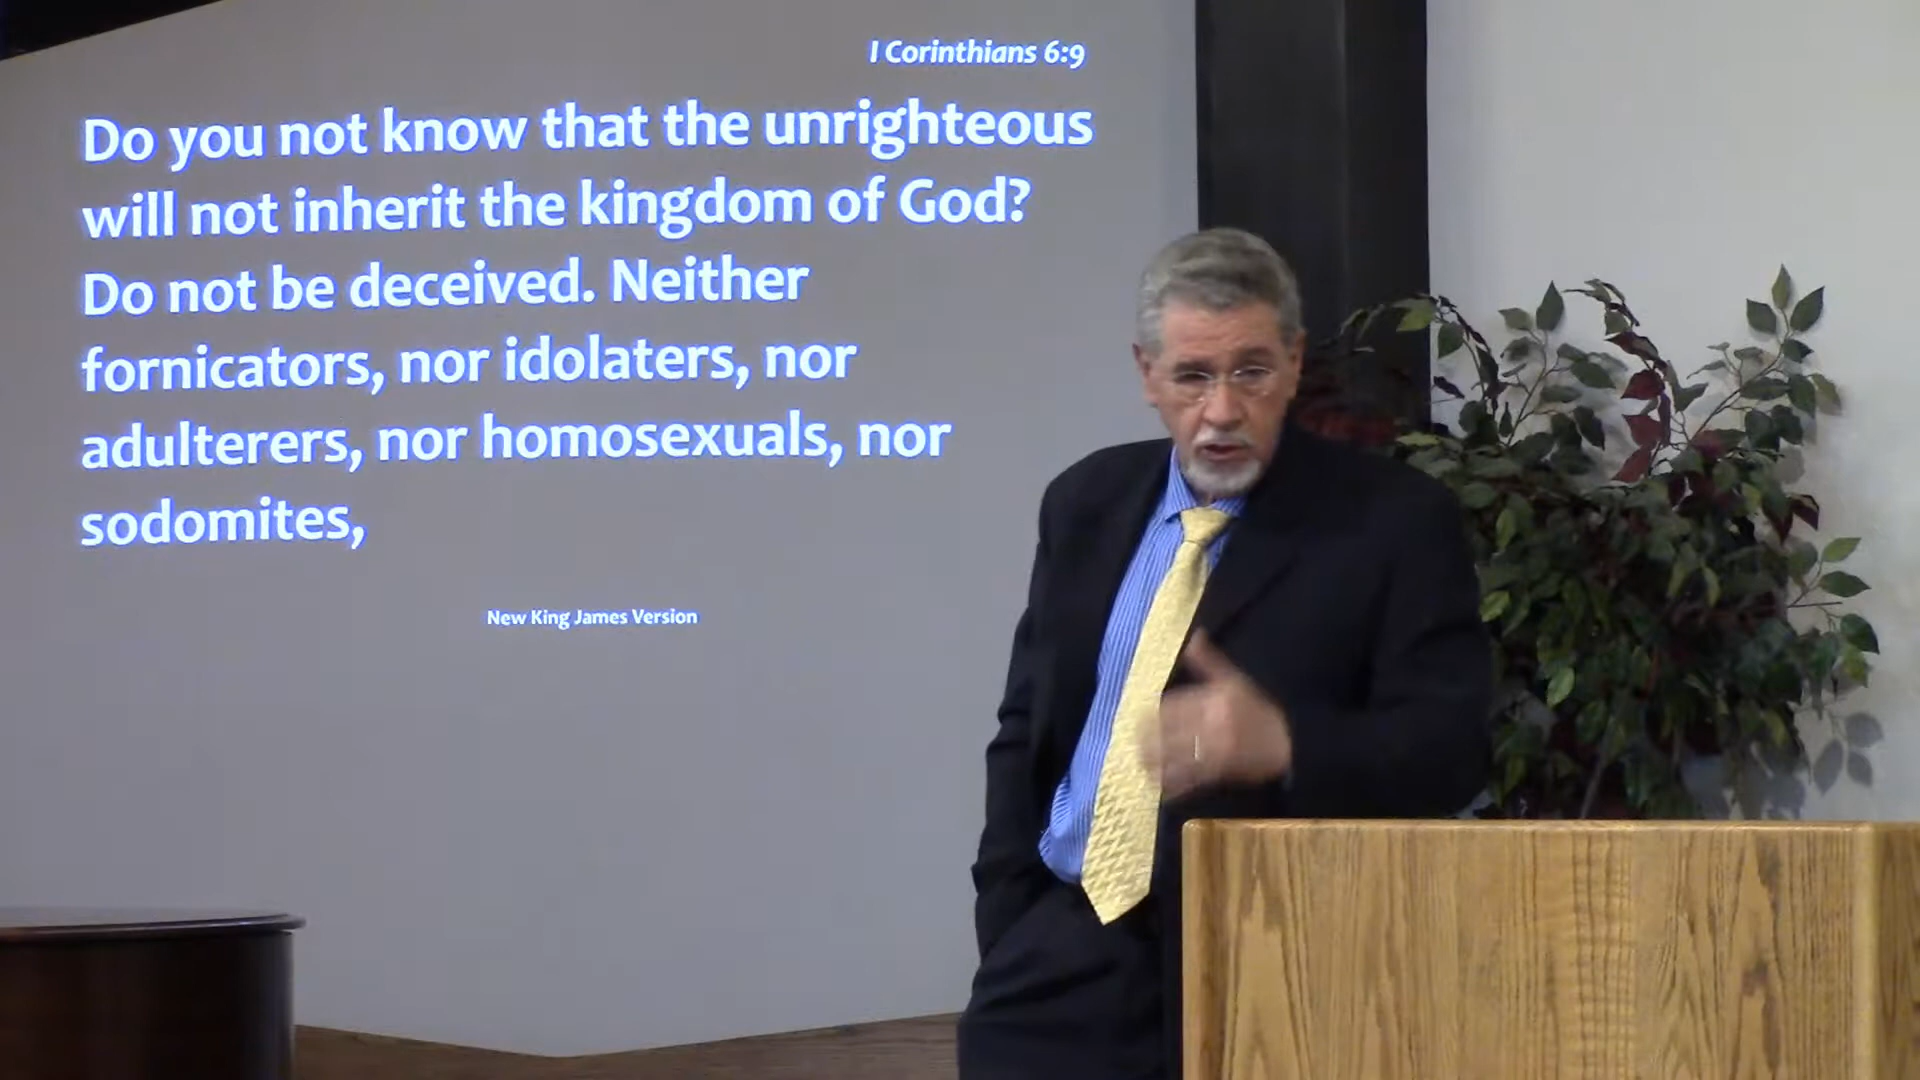 I Corinthians 6:9
Do you not know that the unrighteous
will not inherit the kingdom of God?
Do not be deceived. Neither
fornicators, nor idolaters, nor
adulterers, nor homosexuals, nor
sodomites,
New King James Version